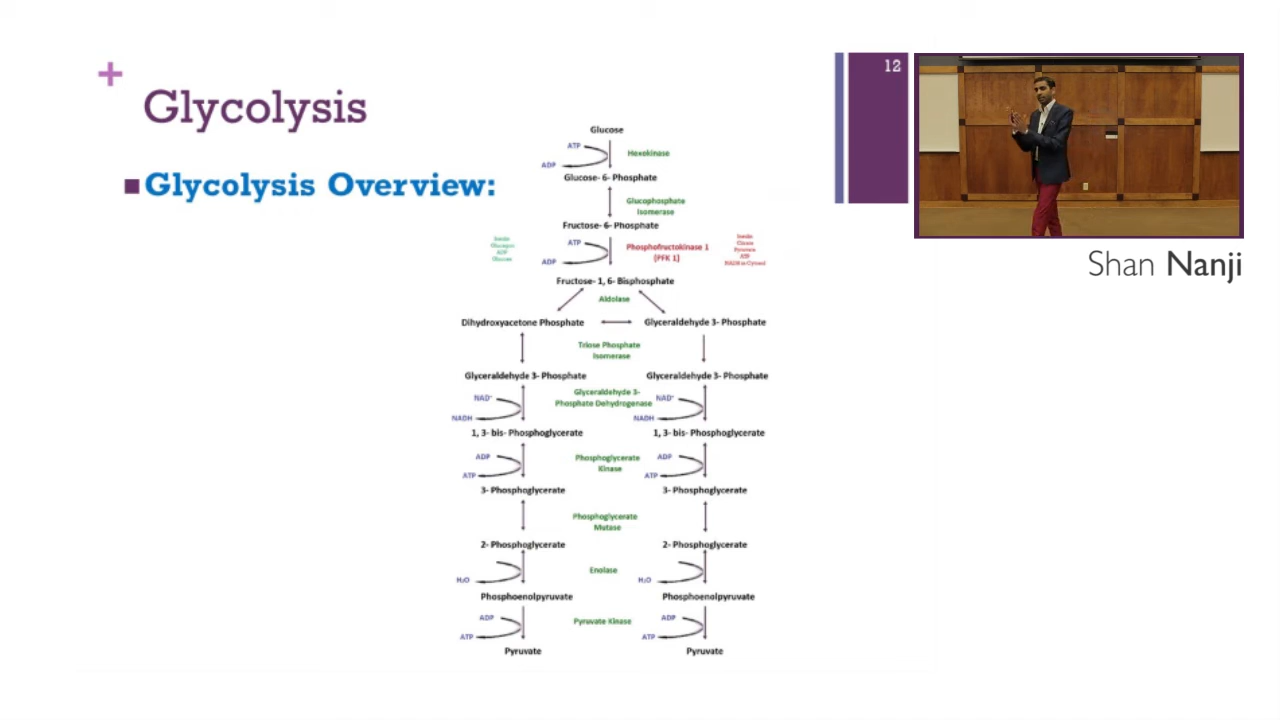 +
Glycolysis
12
Glycolysis Overview:
Shan Nanji
Glucose
ATP
ADP
Hexokinase
Glucose- 6- Phosphate
Glucophosphate
Isomerase
Fructose- 6- Phosphate
ATP
ADP
Phosphofructokinase 1
(PFK 1)
Fructose- 1, 6- Bisphosphate
Aldolase
Dihydroxyacetone Phosphate
Glyceraldehyde 3- Phosphate
Triose Phosphate
Isomerase
Glyceraldehyde 3- Phosphate
Glyceraldehyde 3- Phosphate
NAD⁺
NADH
Glyceraldehyde 3-
Phosphate Dehydrogenase
NAD⁺
NADH
1, 3- bis- Phosphoglycerate
1, 3- bis- Phosphoglycerate
ADP
ATP
Phosphoglycerate
Kinase
ADP
ATP
3- Phosphoglycerate
3- Phosphoglycerate
Phosphoglycerate
Mutase
2- Phosphoglycerate
2- Phosphoglycerate
H₂O
Enolase
H₂O
Phosphoenolpyruvate
Phosphoenolpyruvate
ADP
ATP
Pyruvate Kinase
ADP
ATP
Pyruvate
Pyruvate